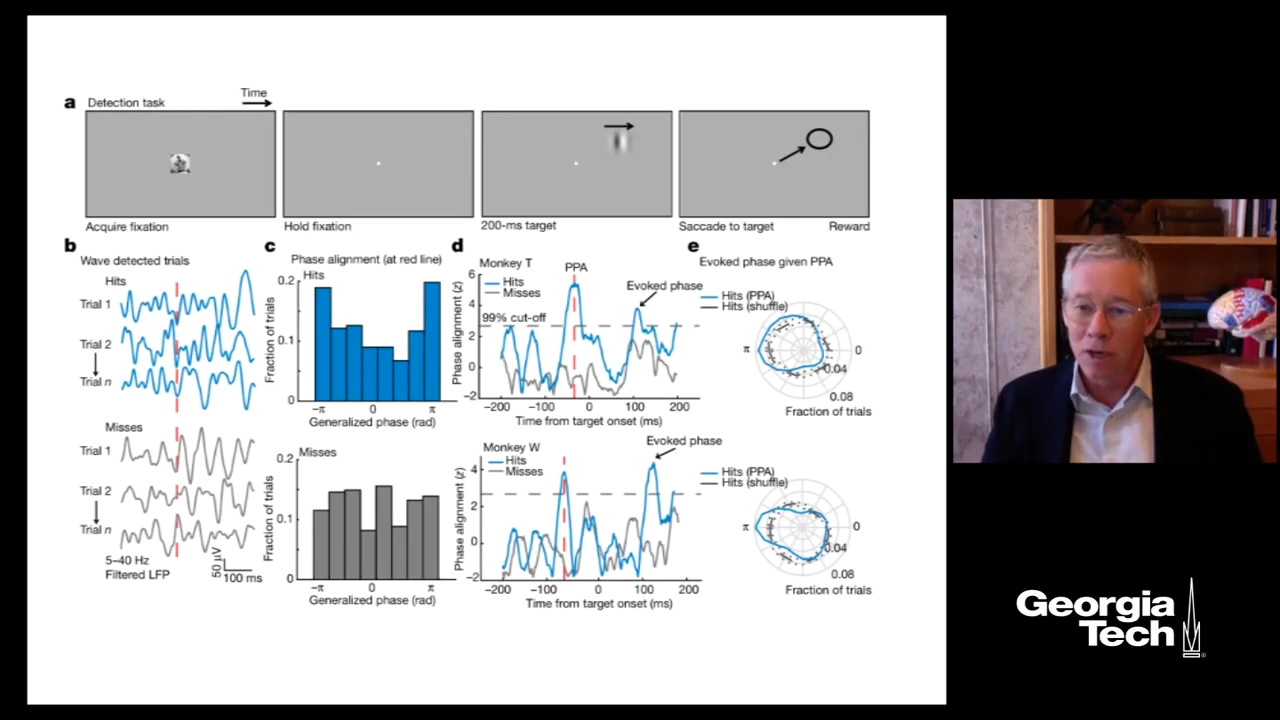 a
Detection task
Time
Acquire fixation
Hold fixation
200-ms target
Saccade to target
Reward
b
Wave detected trials
Hits
Trial 1
Trial 2
Trial n
Misses
Trial 1
Trial 2
Trial n
5–40 Hz
Filtered LFP
50 μV
100 ms
c
Phase alignment (at red line)
Hits
Fraction of trials
0.2
0.1
0
−π
0
π
Generalized phase (rad)
Misses
Fraction of trials
0.2
0.1
0
−π
0
π
Generalized phase (rad)
d
Monkey T
PPA
Hits
Misses
Evoked phase
99% cut-off
Phase alignment (z)
6
4
2
0
−2
−200
−100
0
100
200
Time from target onset (ms)
Monkey W
Hits
Misses
Evoked phase
Phase alignment (z)
4
2
0
−2
−200
−100
0
100
200
Time from target onset (ms)
e
Evoked phase given PPA
Hits (PPA)
Hits (shuffle)
π
0
0.04
0.08
Fraction of trials
Hits (PPA)
Hits (shuffle)
π
0
0.04
0.08
Fraction of trials
Georgia
Tech